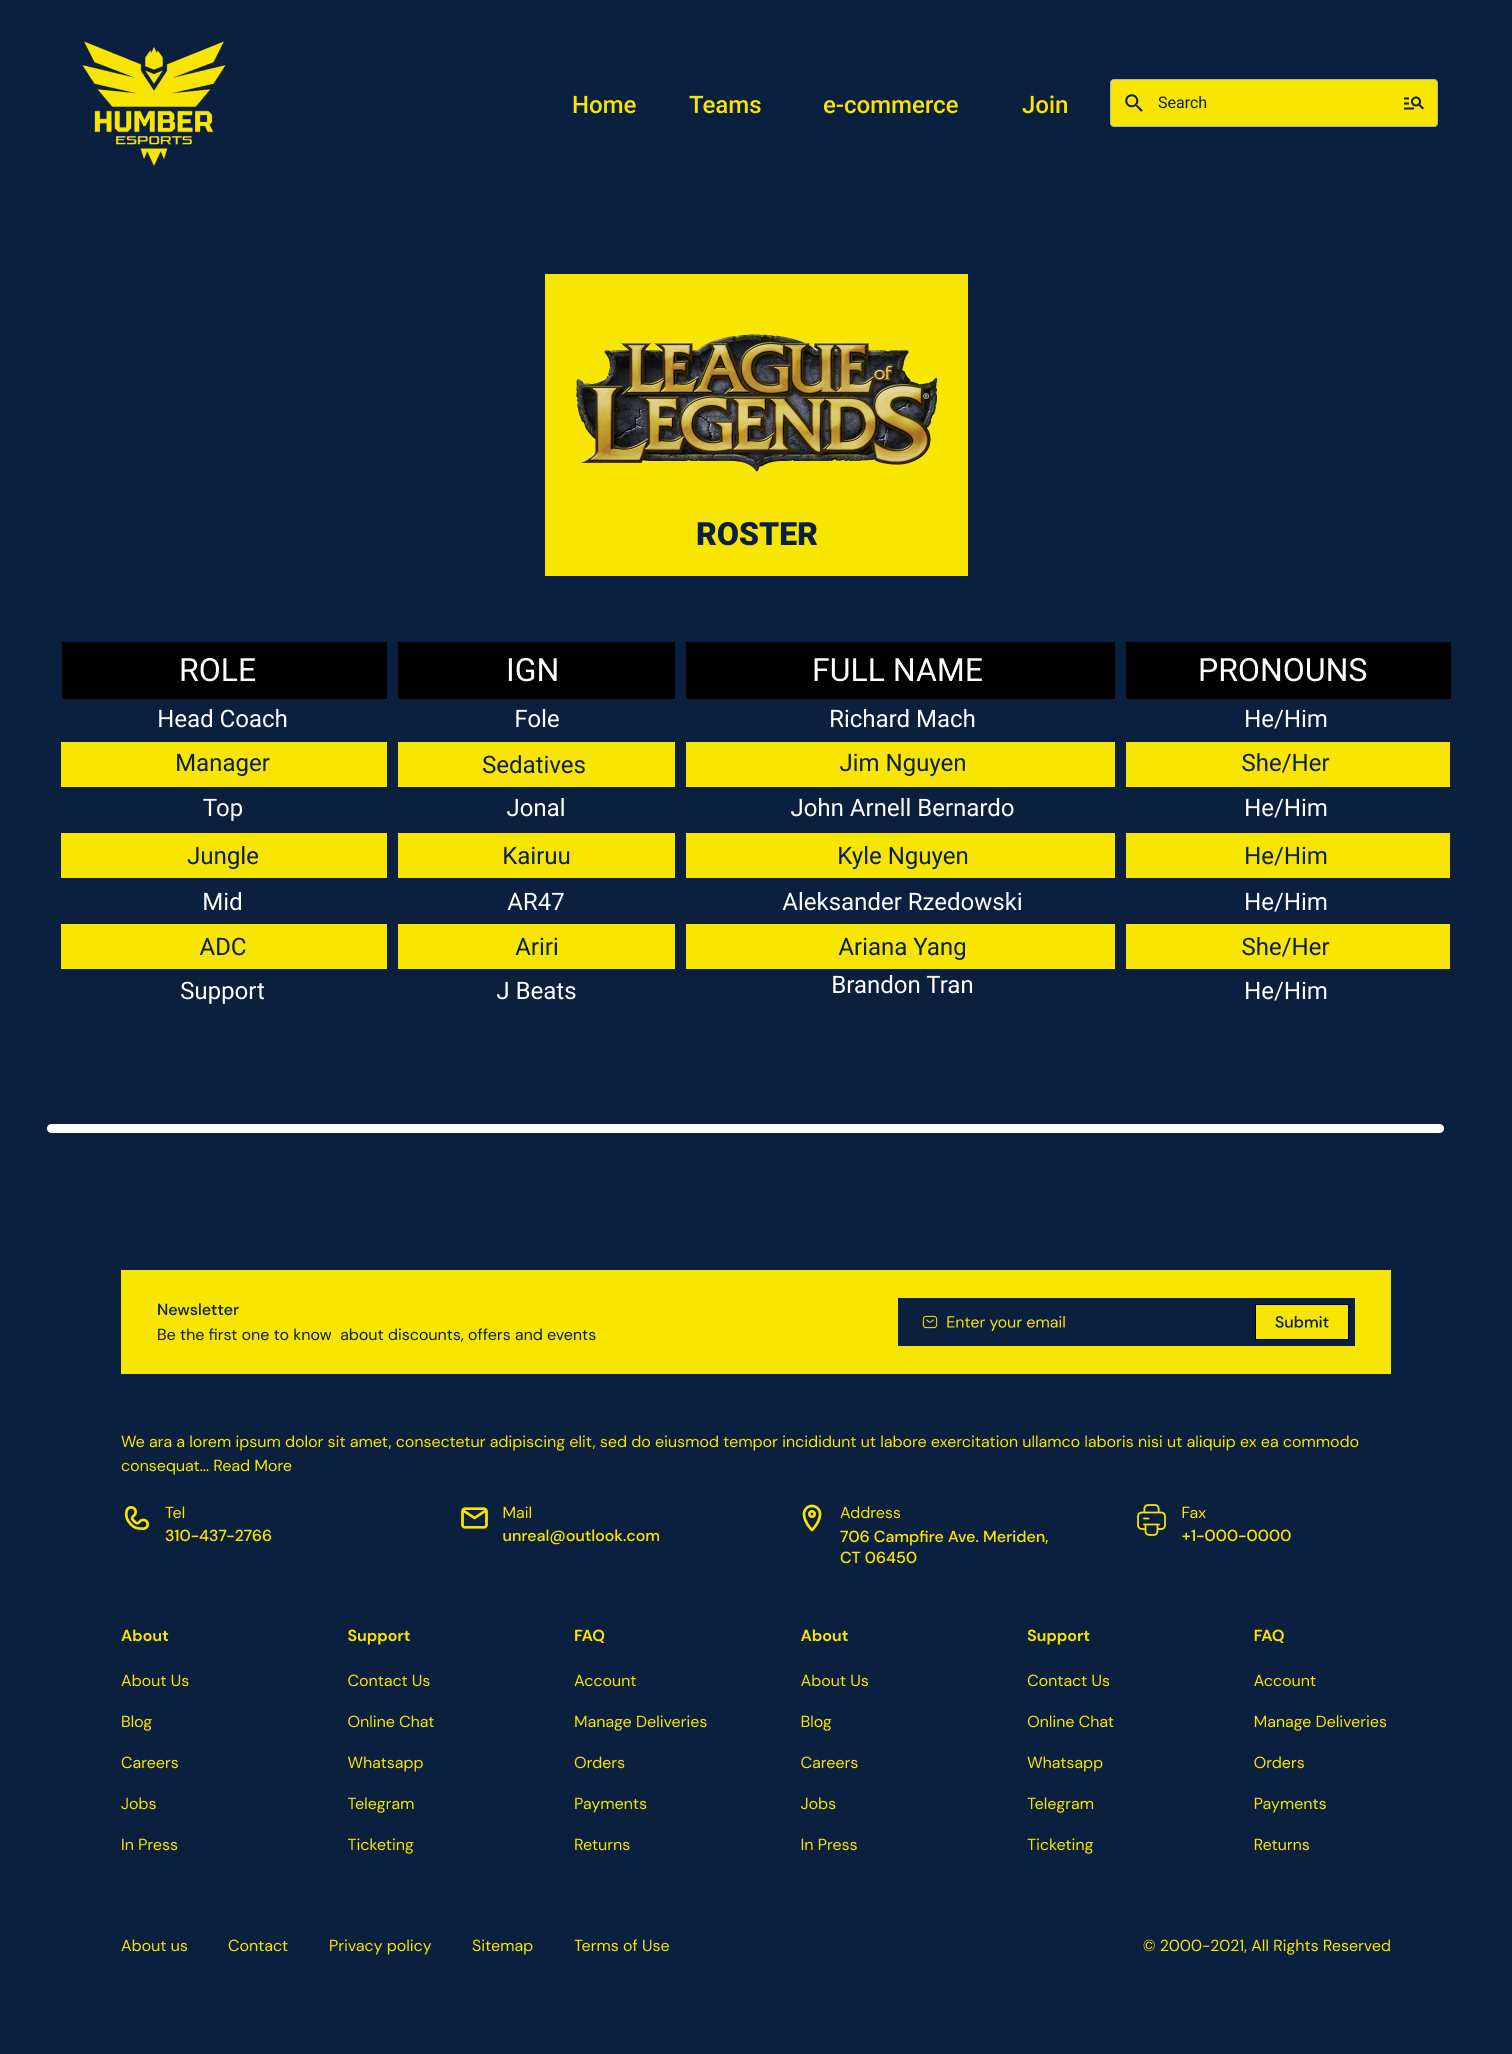 HUMBER
ESPORTS
Home Teams e-commerce Join Search
LEAGUE of
LEGENDS®
ROSTER
ROLE IGN FULL NAME PRONOUNS
Head Coach Fole Richard Mach He/Him
Manager Sedatives Jim Nguyen She/Her
Top Jonal John Arnell Bernardo He/Him
Jungle Kairuu Kyle Nguyen He/Him
Mid AR47 Aleksander Rzedowski He/Him
ADC Ariri Ariana Yang She/Her
Support J Beats Brandon Tran He/Him
Newsletter
Be the first one to know  about discounts, offers and events
Enter your email Submit
We ara a lorem ipsum dolor sit amet, consectetur adipiscing elit, sed do eiusmod tempor incididunt ut labore exercitation ullamco laboris nisi ut aliquip ex ea commodo
consequat... Read More
Tel Mail Address Fax
310-437-2766 unreal@outlook.com 706 Campfire Ave. Meriden, +1-000-0000
CT 06450
About Support FAQ About Support FAQ
About Us Contact Us Account About Us Contact Us Account
Blog Online Chat Manage Deliveries Blog Online Chat Manage Deliveries
Careers Whatsapp Orders Careers Whatsapp Orders
Jobs Telegram Payments Jobs Telegram Payments
In Press Ticketing Returns In Press Ticketing Returns
About us Contact Privacy policy Sitemap Terms of Use © 2000-2021, All Rights Reserved